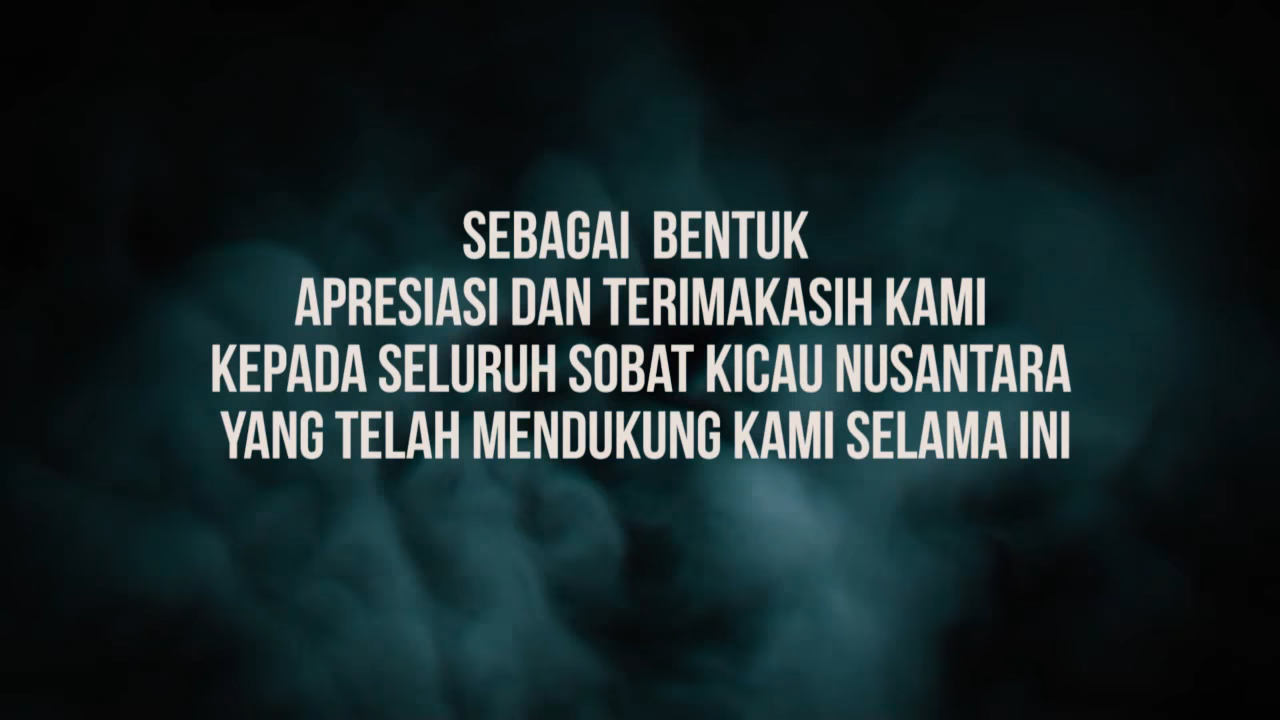 SEBAGAI BENTUK
APRESIASI DAN TERIMAKASIH KAMI
KEPADA SELURUH SOBAT KICAU NUSANTARA
YANG TELAH MENDUKUNG KAMI SELAMA INI